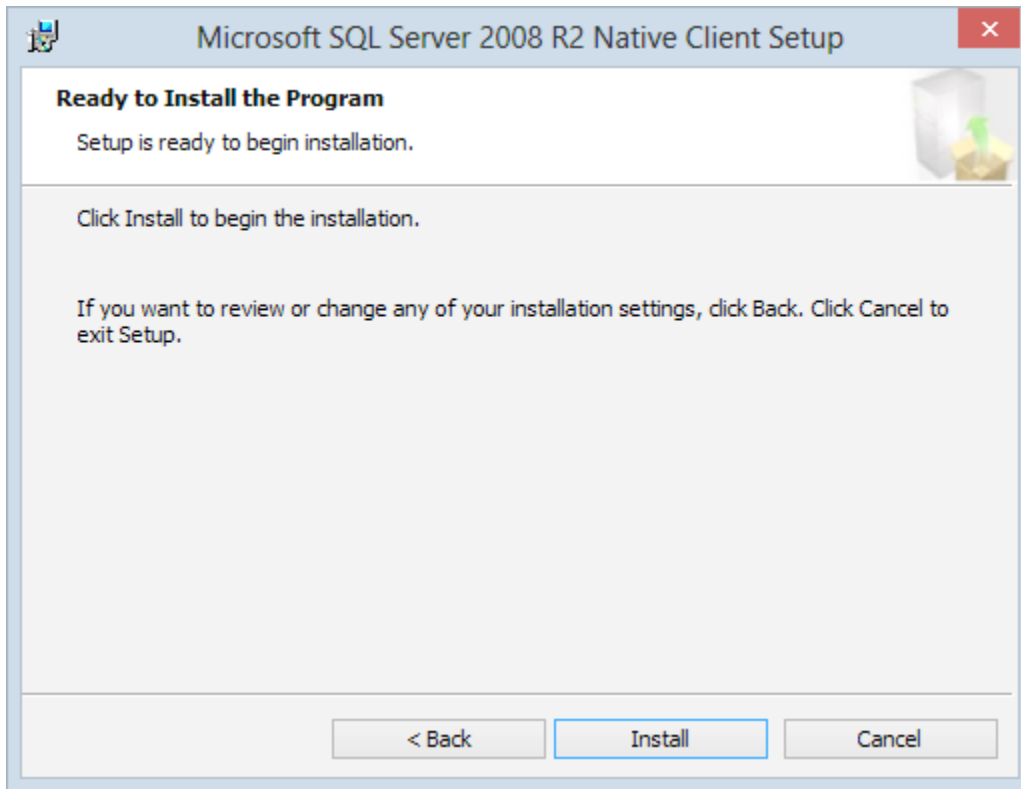 Microsoft SQL Server 2008 R2 Native Client Setup
Ready to Install the Program
Setup is ready to begin installation.
Click Install to begin the installation.
If you want to review or change any of your installation settings, click Back. Click Cancel to
exit Setup.
< Back Install Cancel